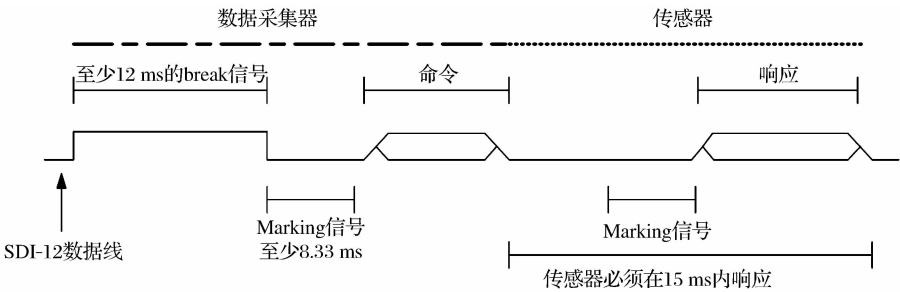 数据采集器
传感器
至少12 ms的break信号
命令
响应
Marking信号
至少8.33 ms
Marking信号
SDI-12数据线
传感器必须在15 ms内响应